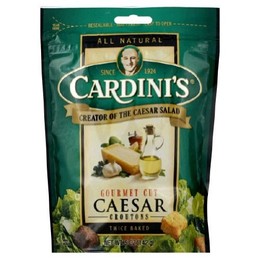 ALL NATURAL
SINCE 1924
CARDINI'S
CREATOR OF THE CAESAR SALAD
GOURMET CUT
CAESAR
CROUTONS
TWICE BAKED